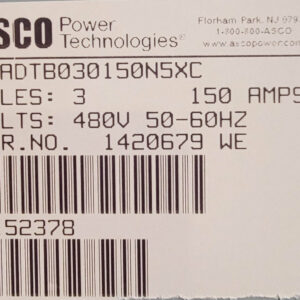 ASCO Power Technologies®
Florham Park, NJ 079
1-800-800-ASCO
www.ascopower.com
ADTB030150N5XC
LES: 3 150 AMPS
LTS: 480V 50-60HZ
R.NO. 1420679 WE
52378